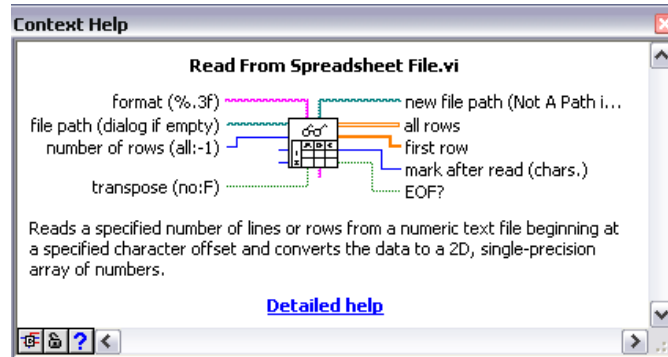 Context Help
Read From Spreadsheet File.vi
format (%.3f)
new file path (Not A Path i...
file path (dialog if empty)
all rows
number of rows (all:-1)
first row
mark after read (chars.)
transpose (no:F)
EOF?
Reads a specified number of lines or rows from a numeric text file beginning at
a specified character offset and converts the data to a 2D, single-precision
array of numbers.
Detailed help
?